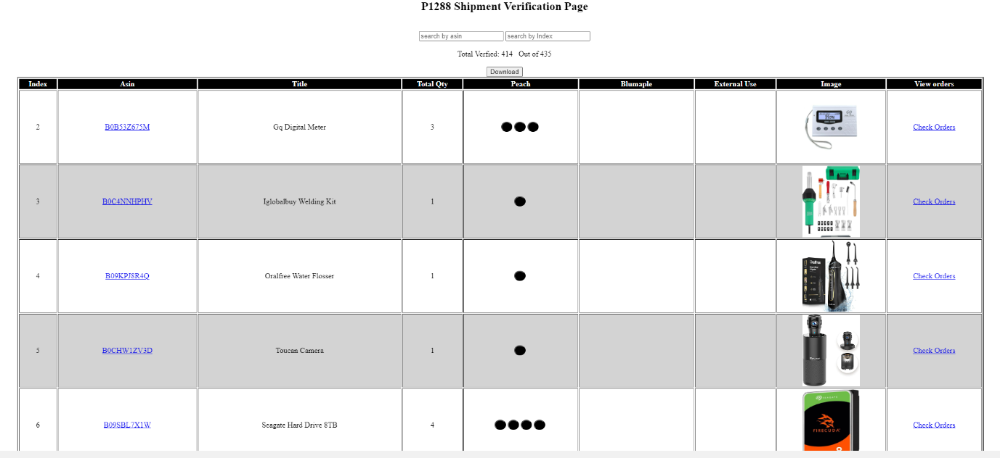 P1288 Shipment Verification Page
search by asin search by Index
Total Verfied: 414 Out of 435
Download
Index Asin Title Total Qty Peach Blumaple External Use Image View orders
2 B0B53Z675M Gq Digital Meter 3 Check Orders
3 B0C4NNHPHV Iglobalbuy Welding Kit 1 Check Orders
4 B09KPJ8R4Q Oralfree Water Flosser 1 Oralfree Check Orders
5 B0CHW1ZV3D Toucan Camera 1 Check Orders
6 B09SBL7X1W Seagate Hard Drive 8TB 4 FIRECUDA 8 Check Orders